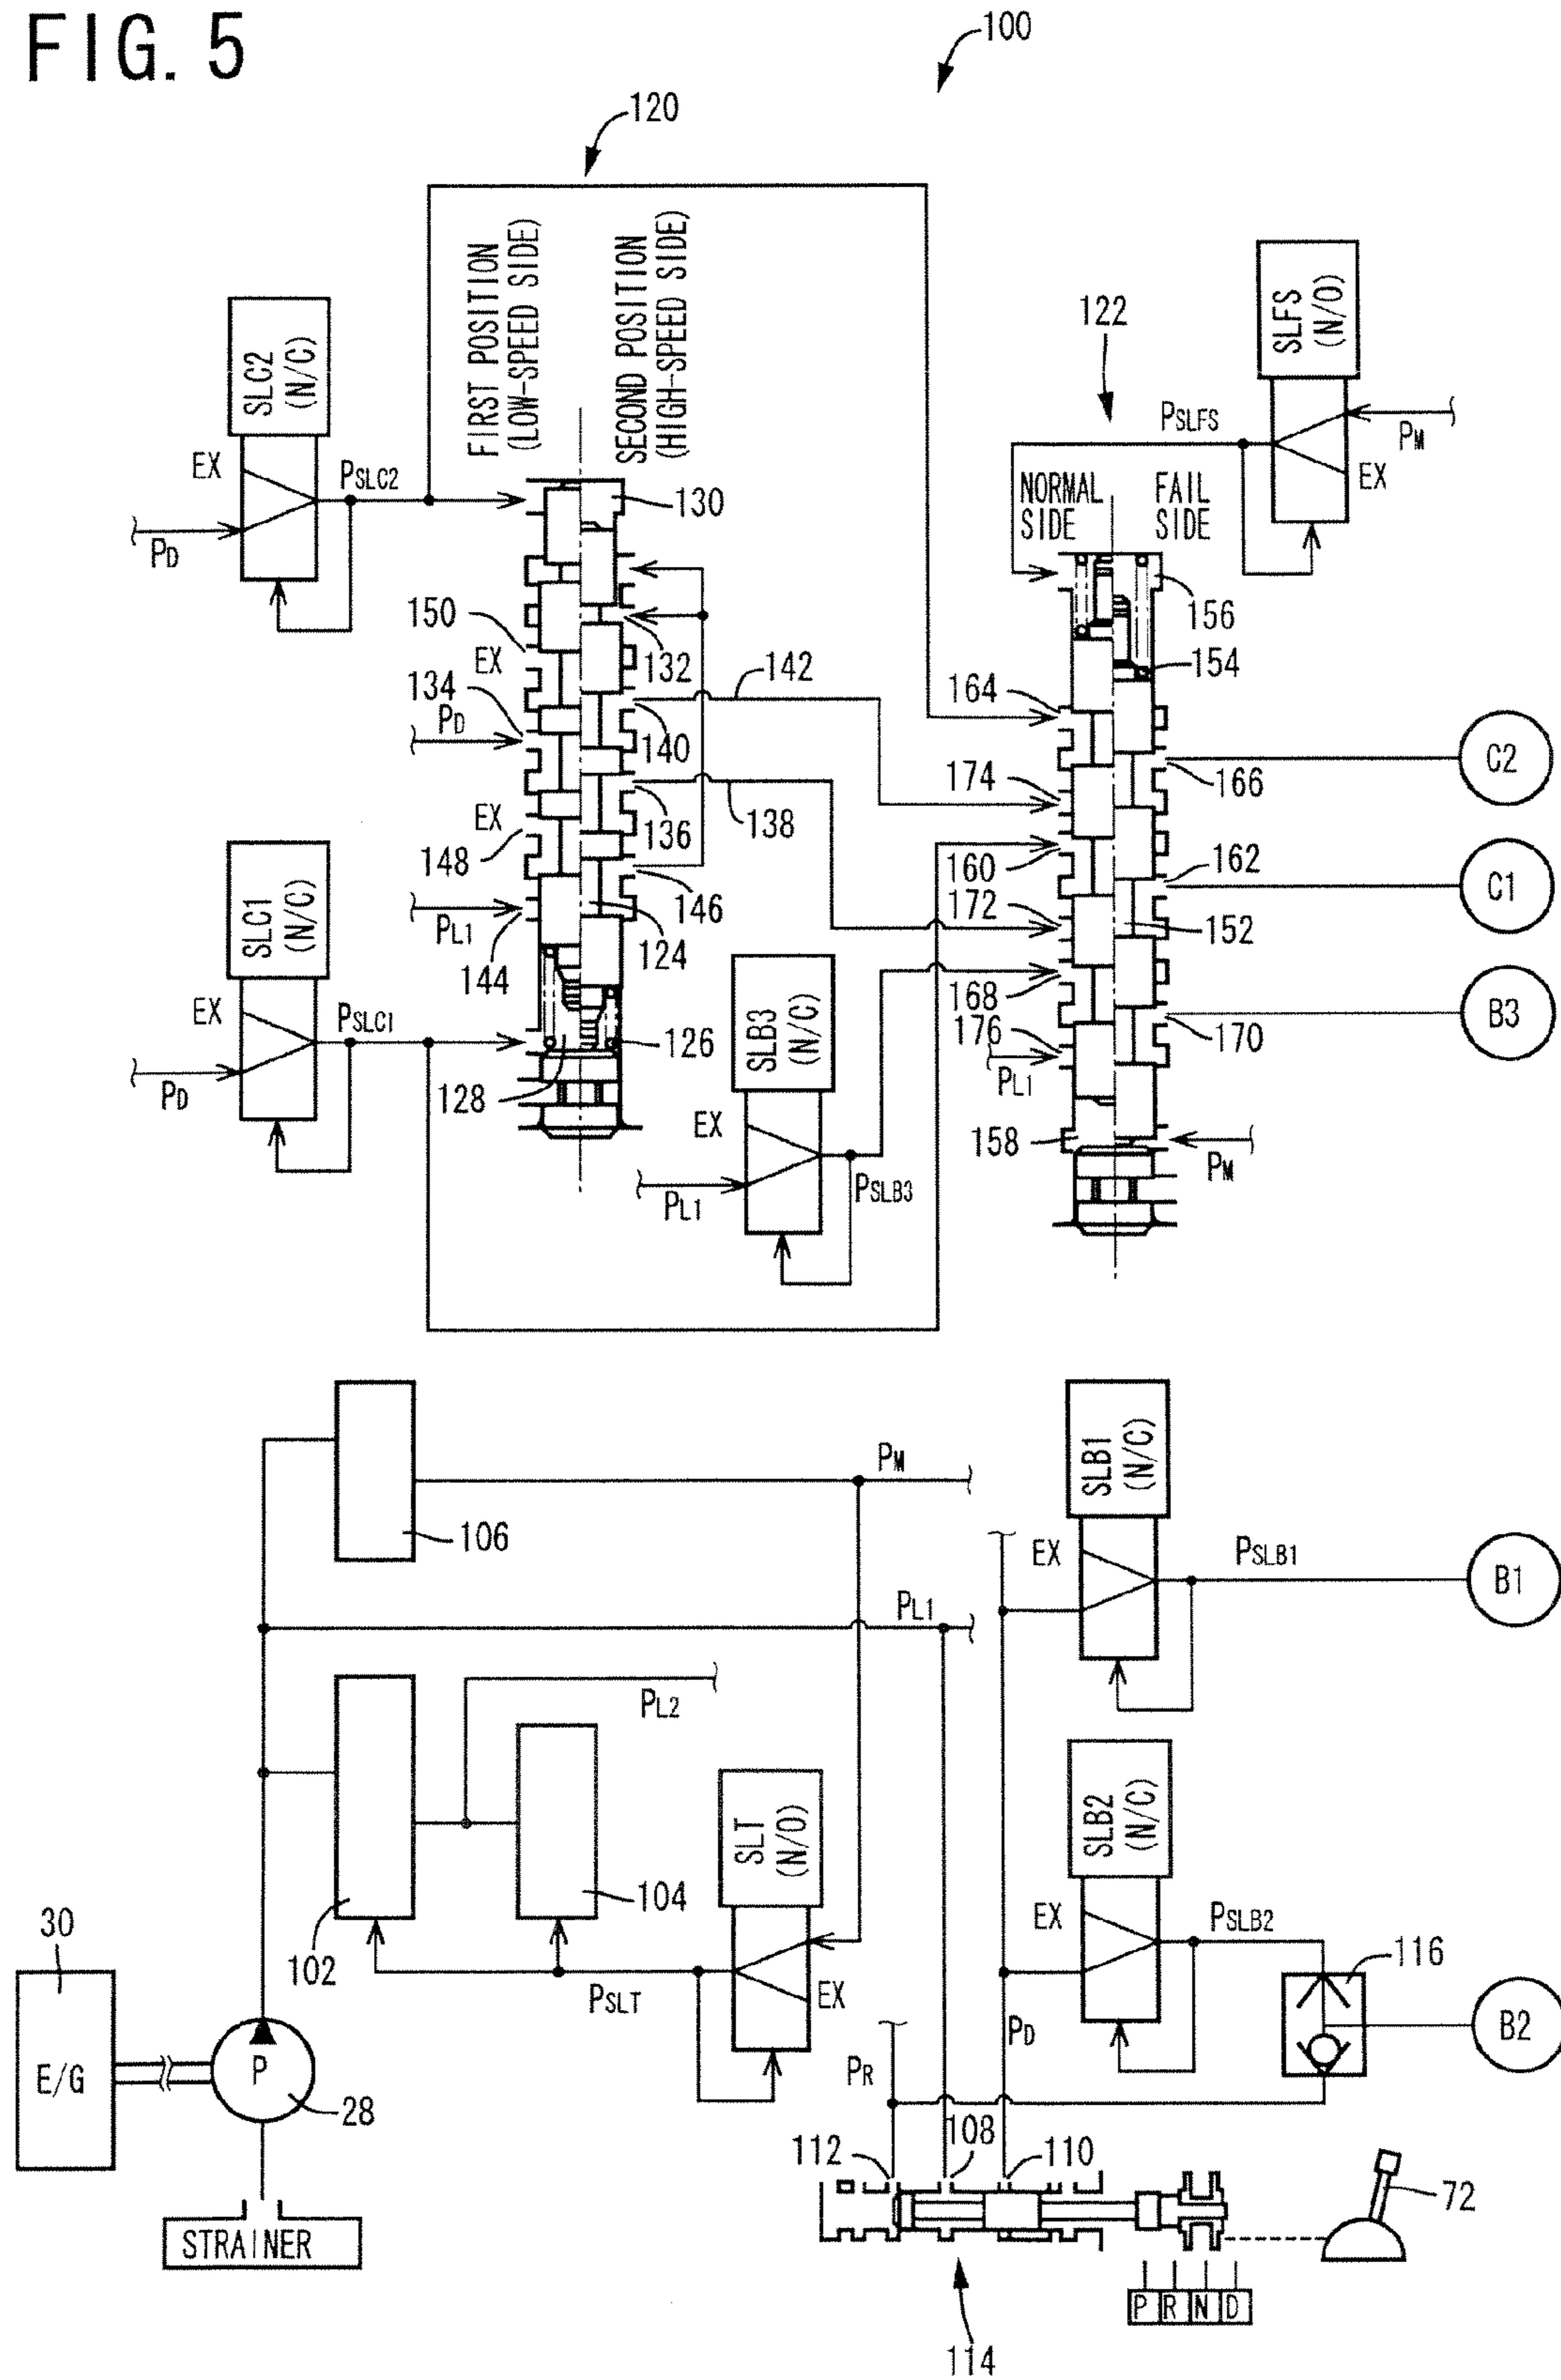 FIG. 5
100
120
FIRST POSITION
(LOW-SPEED SIDE)
SECOND POSITION
(HIGH-SPEED SIDE)
SLC2
(N/C)
EX
PSLC2
PD
130
122
SLFS
(N/O)
PSLFS
PM
EX
NORMAL
SIDE
FAIL
SIDE
156
154
150
EX
134
PD
132
142
140
164
174
C2
166
EX
148
136
138
160
162
C1
SLC1
(N/C)
EX
PSLC1
PD
PL1
144
146
124
172
152
168
126
128
SLB3
(N/C)
EX
PSLB3
PL1
176
PL1
170
B3
158
PM
106
PM
SLB1
(N/C)
EX
PSLB1
B1
PL1
PL2
SLT
(N/O)
SLB2
(N/C)
EX
PSLB2
116
B2
104
102
PSLT
EX
30
E/G
P
28
PR
PD
112
108
110
72
STRAINER
P R N D
114